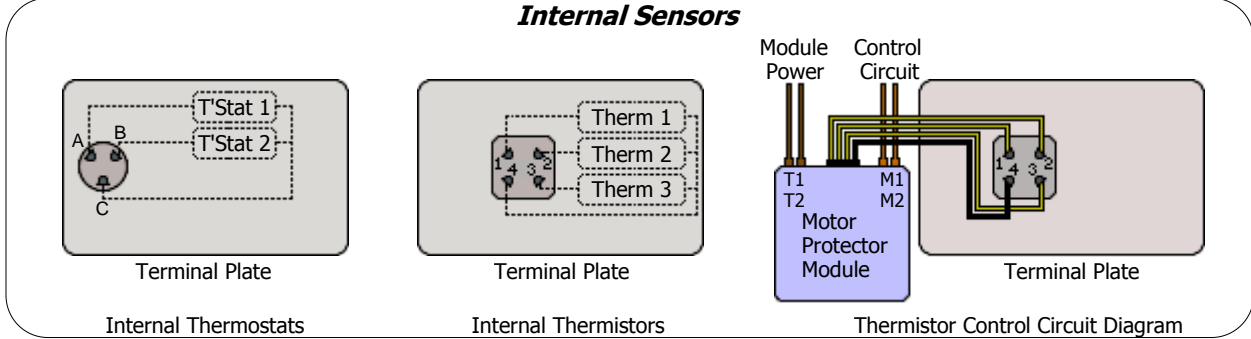 Internal Sensors
A
B
C
T'Stat 1
T'Stat 2
Terminal Plate
Internal Thermostats
1
4
3
2
Therm 1
Therm 2
Therm 3
Terminal Plate
Internal Thermistors
Module
Power
Control
Circuit
T1
T2
M1
M2
Motor
Protector
Module
1
4
3
2
Terminal Plate
Thermistor Control Circuit Diagram